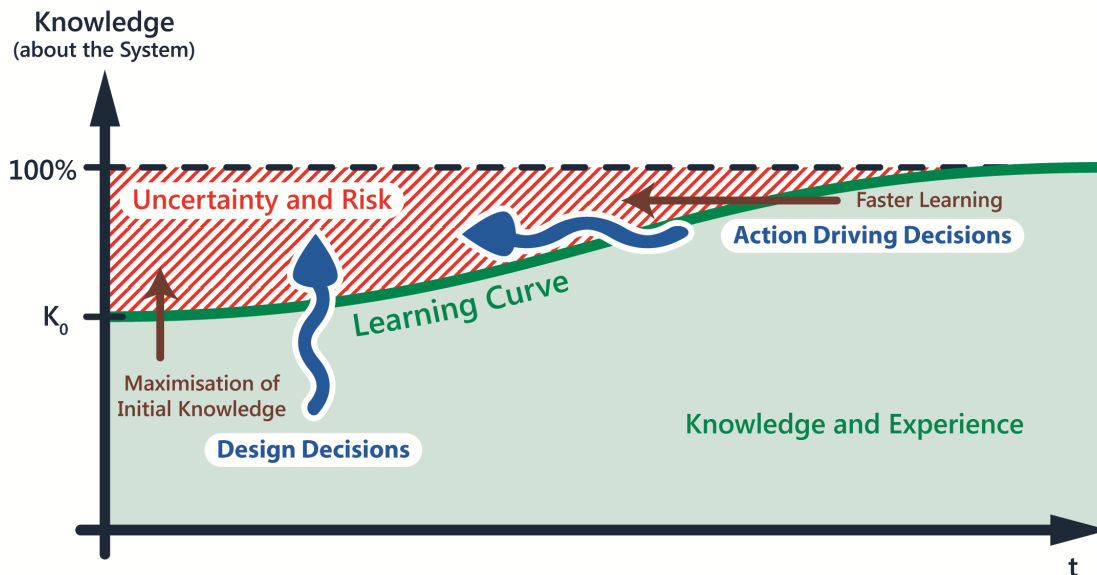 Knowledge
(about the System)
100%
Uncertainty and Risk
Faster Learning
Action Driving Decisions
Learning Curve
K0
Maximisation of
Initial Knowledge
Knowledge and Experience
Design Decisions
t